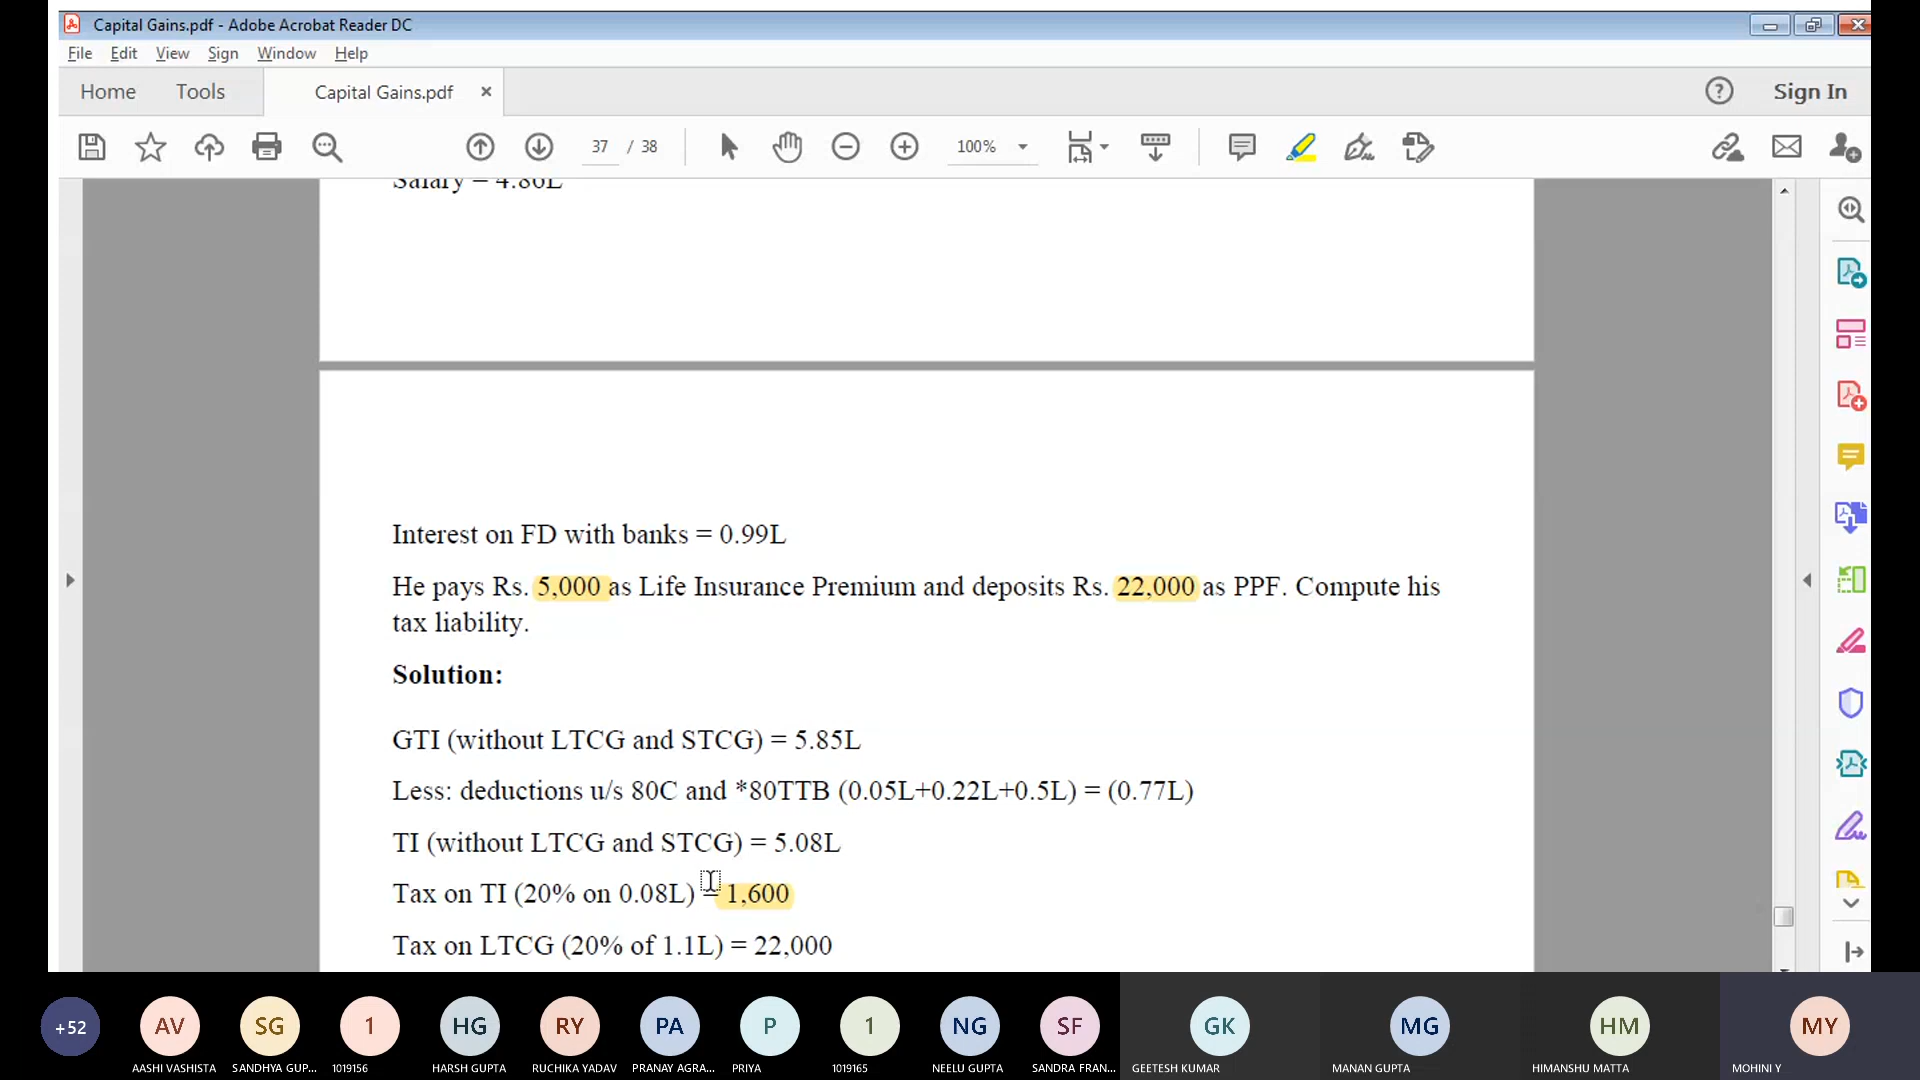 Capital Gains.pdf - Adobe Acrobat Reader DC
File Edit View Sign Window Help
Home Tools Capital Gains.pdf × Sign In
37 / 38 100%
Salary = 4.86L
Interest on FD with banks = 0.99L
He pays Rs. 5,000 as Life Insurance Premium and deposits Rs. 22,000 as PPF. Compute his
tax liability.
Solution:
GTI (without LTCG and STCG) = 5.85L
Less: deductions u/s 80C and *80TTB (0.05L+0.22L+0.5L) = (0.77L)
TI (without LTCG and STCG) = 5.08L
Tax on TI (20% on 0.08L) = 1,600
Tax on LTCG (20% of 1.1L) = 22,000
+52 AV SG 1 HG RY PA P 1 NG SF GK MG HM MY
AASHI VASHISTA SANDHYA GUP... 1019156 HARSH GUPTA RUCHIKA YADAV PRANAY AGRA... PRIYA 1019165 NEELU GUPTA SANDRA FRAN... GEETESH KUMAR MANAN GUPTA HIMANSHU MATTA MOHINI Y